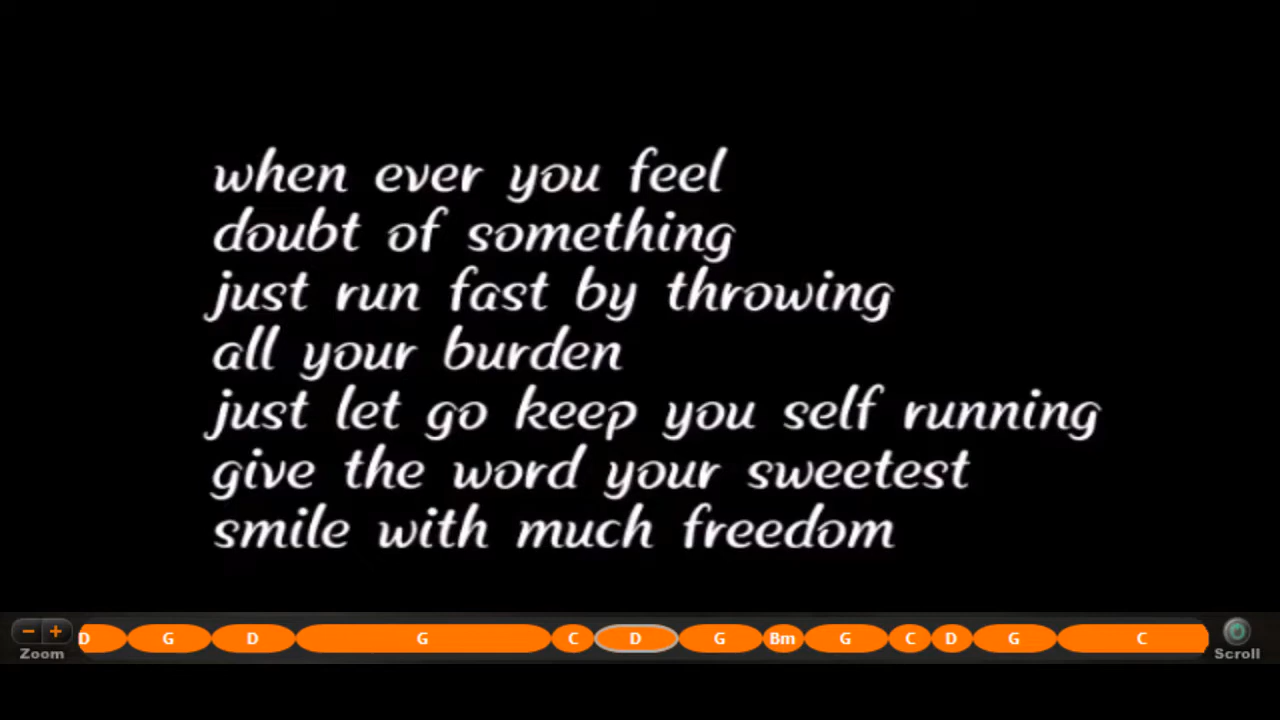 when ever you feel
doubt of something
just run fast by throwing
all your burden
just let go keep you self running
give the word your sweetest
smile with much freedom
- +
D G D G C D G Bm G C D G C
Zoom
Scroll